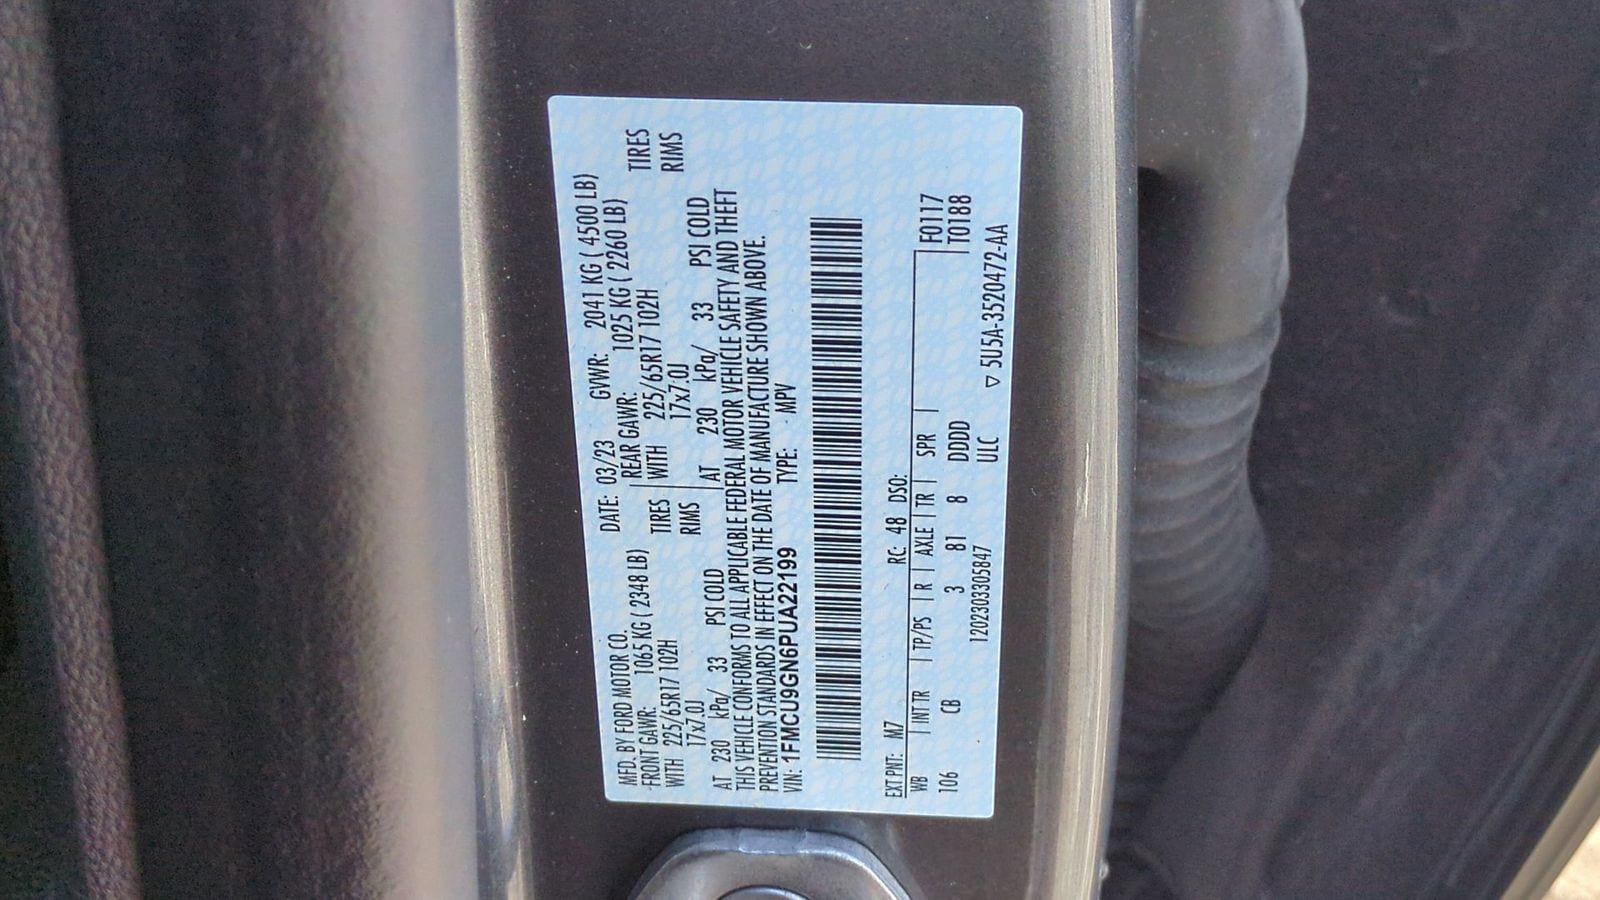 MFD. BY FORD MOTOR CO. DATE: 03/23 GVWR: 2041 KG ( 4500 LB)
FRONT GAWR: 1065 KG ( 2348 LB) REAR GAWR: 1025 KG ( 2260 LB)
WITH 225/65R17 102H TIRES WITH 225/65R17 102H TIRES
17x7.0J RIMS 17x7.0J RIMS
AT 230 kPa/ 33 PSI COLD AT 230 kPa/ 33 PSI COLD
THIS VEHICLE CONFORMS TO ALL APPLICABLE FEDERAL MOTOR VEHICLE SAFETY AND THEFT
PREVENTION STANDARDS IN EFFECT ON THE DATE OF MANUFACTURE SHOWN ABOVE.
VIN: 1FMCU9GN6PUA22199 TYPE: MPV
EXT PNT: M7 RC: 48 DSO:
WB | INT TR | TP/PS | R | AXLE | TR | SPR | F0117
106 CB 3 81 8 DDDD T0188
1202303305847 ULC ▽ 5U5A-3520472-AA